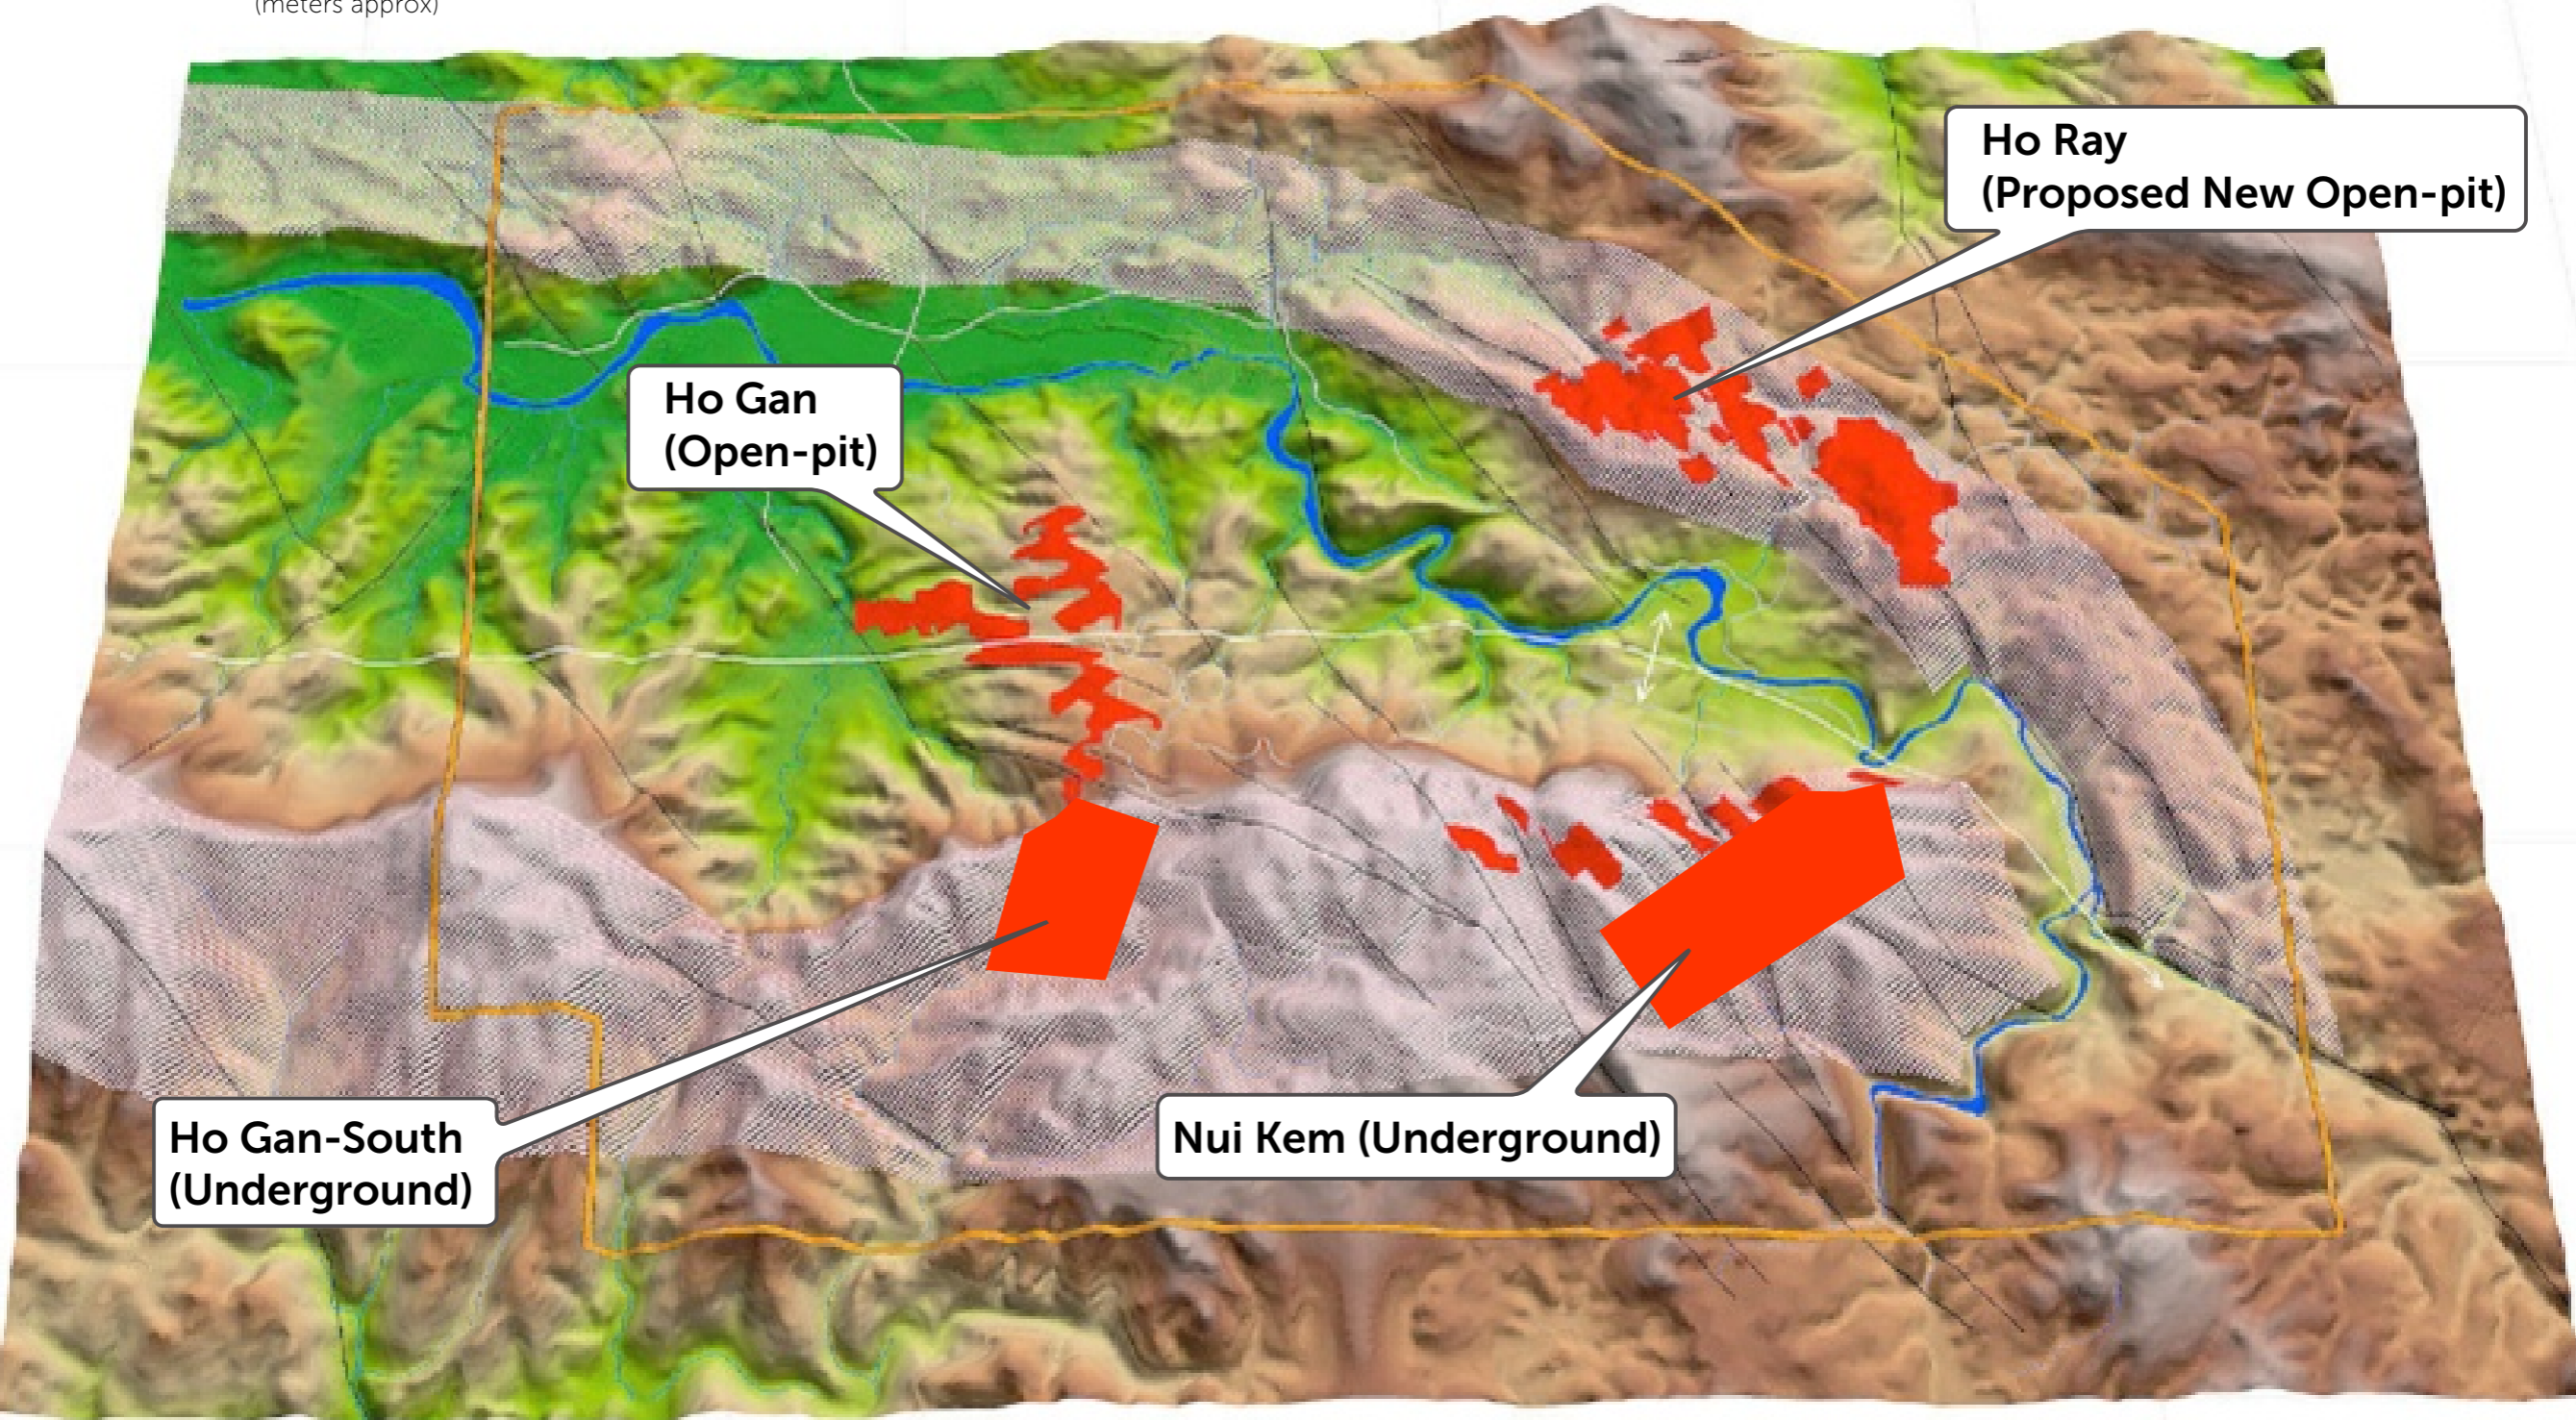 (meters approx)
Ho Ray
(Proposed New Open-pit)
Ho Gan
(Open-pit)
Ho Gan-South
(Underground)
Nui Kem (Underground)